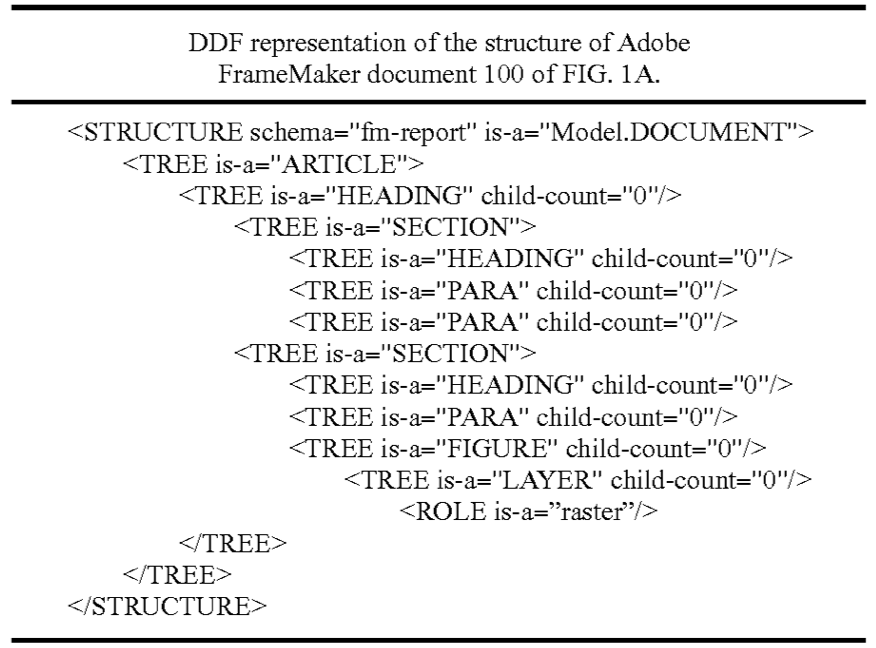 DDF representation of the structure of Adobe
FrameMaker document 100 of FIG. 1A.
<STRUCTURE schema="fm-report" is-a="Model.DOCUMENT">
<TREE is-a="ARTICLE">
<TREE is-a="HEADING" child-count="0"/>
<TREE is-a="SECTION">
<TREE is-a="HEADING" child-count="0"/>
<TREE is-a="PARA" child-count="0"/>
<TREE is-a="PARA" child-count="0"/>
<TREE is-a="SECTION">
<TREE is-a="HEADING" child-count="0"/>
<TREE is-a="PARA" child-count="0"/>
<TREE is-a="FIGURE" child-count="0"/>
<TREE is-a="LAYER" child-count="0"/>
<ROLE is-a=”raster”/>
</TREE>
</TREE>
</STRUCTURE>